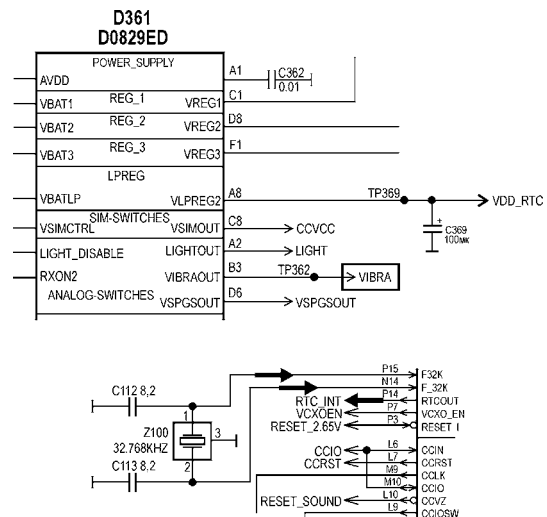 D361
D0829ED
POWER_SUPPLY
AVDD
A1
C362
0.01
VBAT1
REG_1
VREG1
C1
VBAT2
REG_2
VREG2
D8
VBAT3
REG_3
VREG3
F1
LPREG
VBATLP
VLPREG2
A8
TP369
VDD_RTC
+
C369
100мк
SIM-SWITCHES
VSIMCTRL
VSIMOUT
C8
CCVCC
LIGHT_DISABLE
LIGHTOUT
A2
LIGHT
RXON2
VIBRAOUT
B3
TP362
VIBRA
ANALOG-SWITCHES
VSPGSOUT
D6
VSPGSOUT
C112 8,2
1
Z100
3
32.768KHZ
2
C113 8,2
P15
F32K
N14
F_32K
RTC_INT
P14
RTCOUT
VCXOEN
P7
VCXO_EN
RESET_2.65V
P3
RESET I
CCIO
L6
CCIN
CCRST
L7
CCRST
M9
CCLK
M10
CCIO
RESET_SOUND
L10
CCVZ
L9
CCIOSW